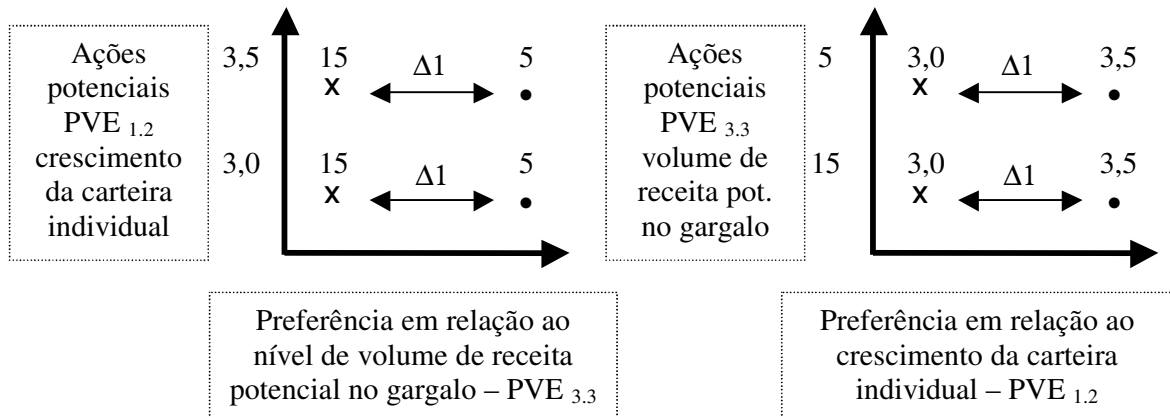 Ações
potenciais
PVE 1.2
crescimento
da carteira
individual
3,5
15
Δ1
5
x
•
3,0
15
Δ1
5
x
•
Preferência em relação ao
nível de volume de receita
potencial no gargalo – PVE 3.3
Ações
potenciais
PVE 3.3
volume de
receita pot.
no gargalo
5
3,0
Δ1
3,5
x
•
15
3,0
Δ1
3,5
x
•
Preferência em relação ao
crescimento da carteira
individual – PVE 1.2